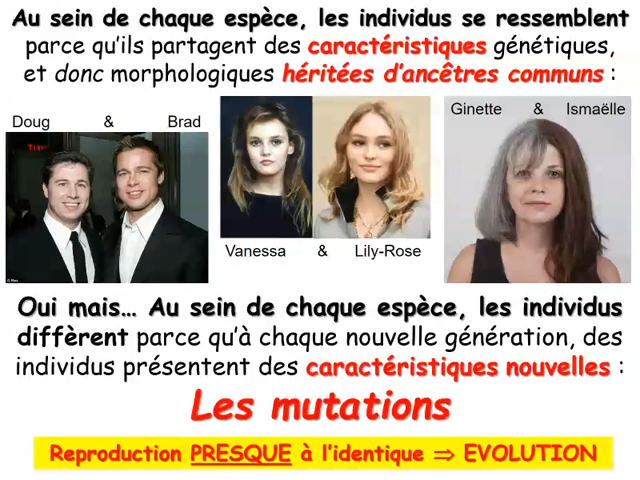 Au sein de chaque espèce, les individus se ressemblent
parce qu'ils partagent des caractéristiques génétiques,
et donc morphologiques héritées d'ancêtres communs :
Doug & Brad
Vanessa & Lily-Rose
Ginette & Ismaëlle
Oui mais... Au sein de chaque espèce, les individus
diffèrent parce qu'à chaque nouvelle génération, des
individus présentent des caractéristiques nouvelles :
Les mutations
Reproduction PRESQUE à l'identique ⇒ EVOLUTION